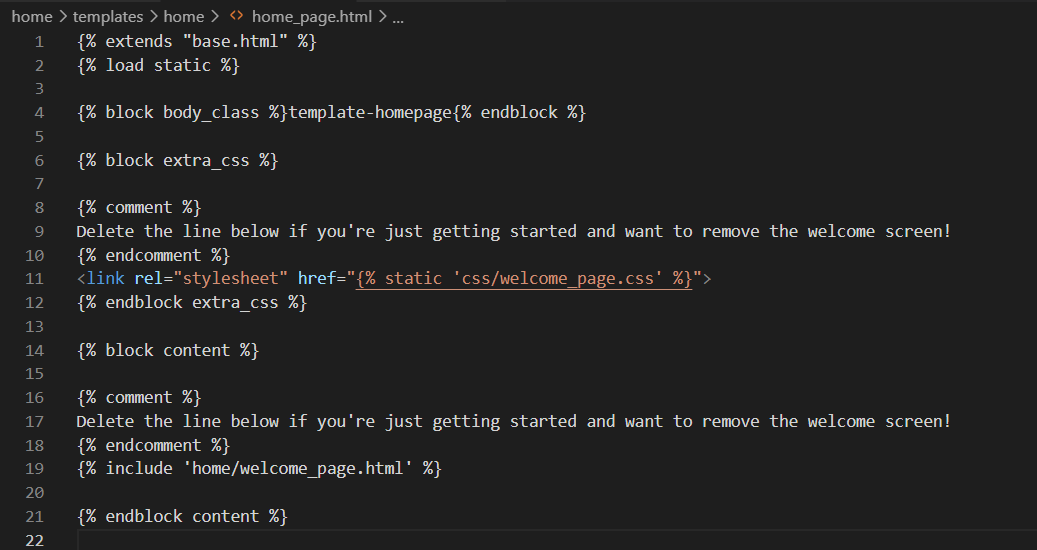 home > templates > home > <> home_page.html > ...
1 {% extends "base.html" %}
2 {% load static %}
3
4 {% block body_class %}template-homepage{% endblock %}
5
6 {% block extra_css %}
7
8 {% comment %}
9 Delete the line below if you're just getting started and want to remove the welcome screen!
10 {% endcomment %}
11 <link rel="stylesheet" href="{% static 'css/welcome_page.css' %}">
12 {% endblock extra_css %}
13
14 {% block content %}
15
16 {% comment %}
17 Delete the line below if you're just getting started and want to remove the welcome screen!
18 {% endcomment %}
19 {% include 'home/welcome_page.html' %}
20
21 {% endblock content %}
22